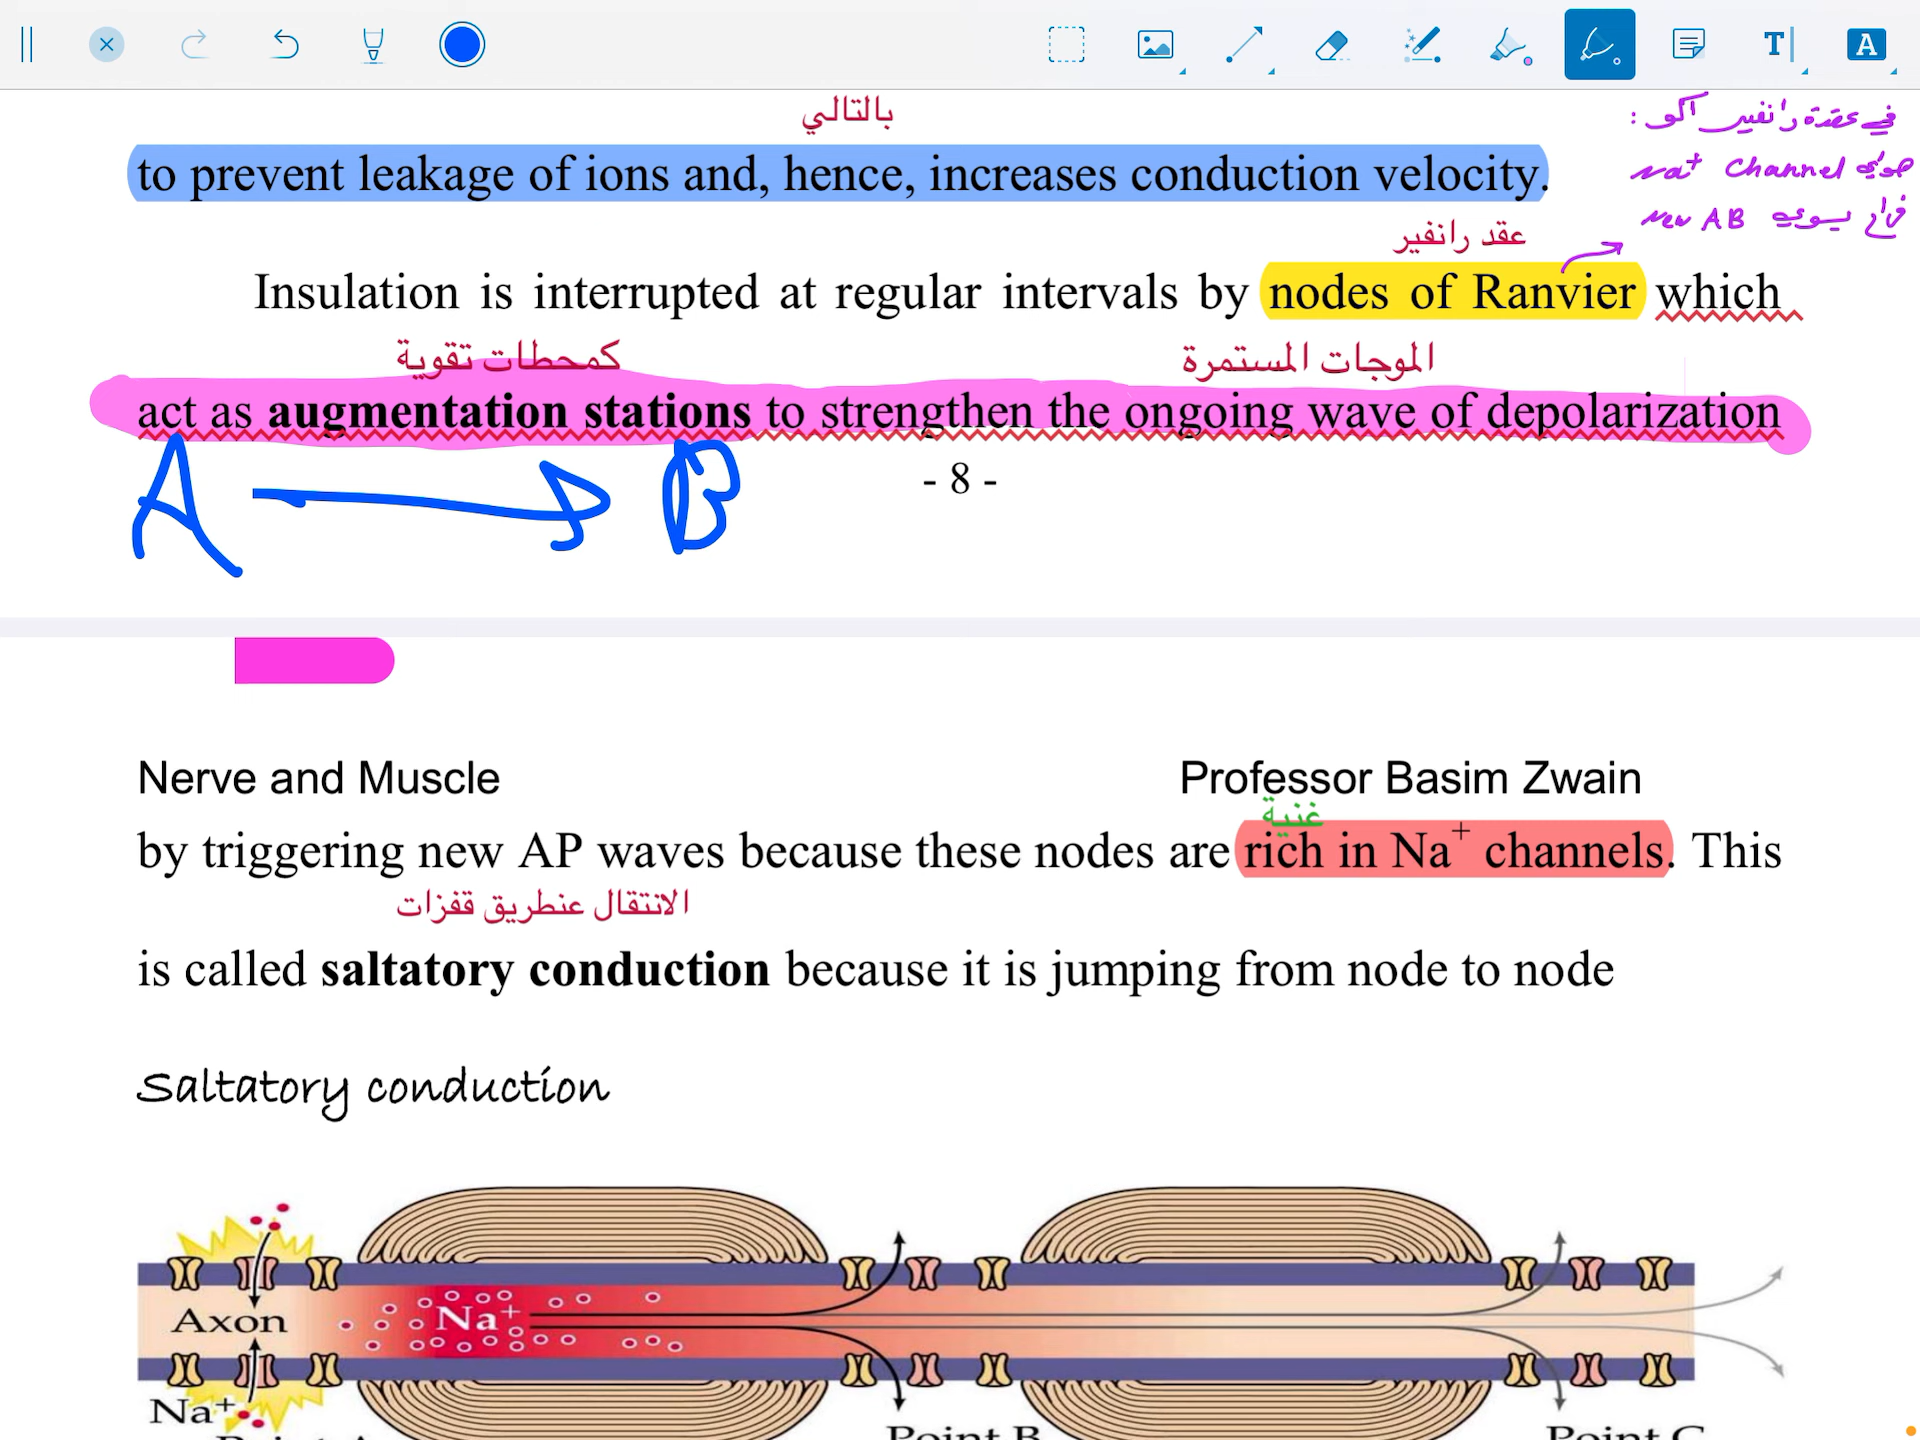 T A
بالتالي
في عقدة رانفير اكو :
to prevent leakage of ions and, hence, increases conduction velocity.
Na+ channel
new AB يسوي
عقد رانفير
Insulation is interrupted at regular intervals by nodes of Ranvier which
كمحطات تقوية الموجات المستمرة
act as augmentation stations to strengthen the ongoing wave of depolarization
A B
- 8 -
Nerve and Muscle Professor Basim Zwain
غنية
by triggering new AP waves because these nodes are rich in Na+ channels. This
الانتقال عنطريق قفزات
is called saltatory conduction because it is jumping from node to node
Saltatory conduction
Axon Na+
Na+
Point B Point C